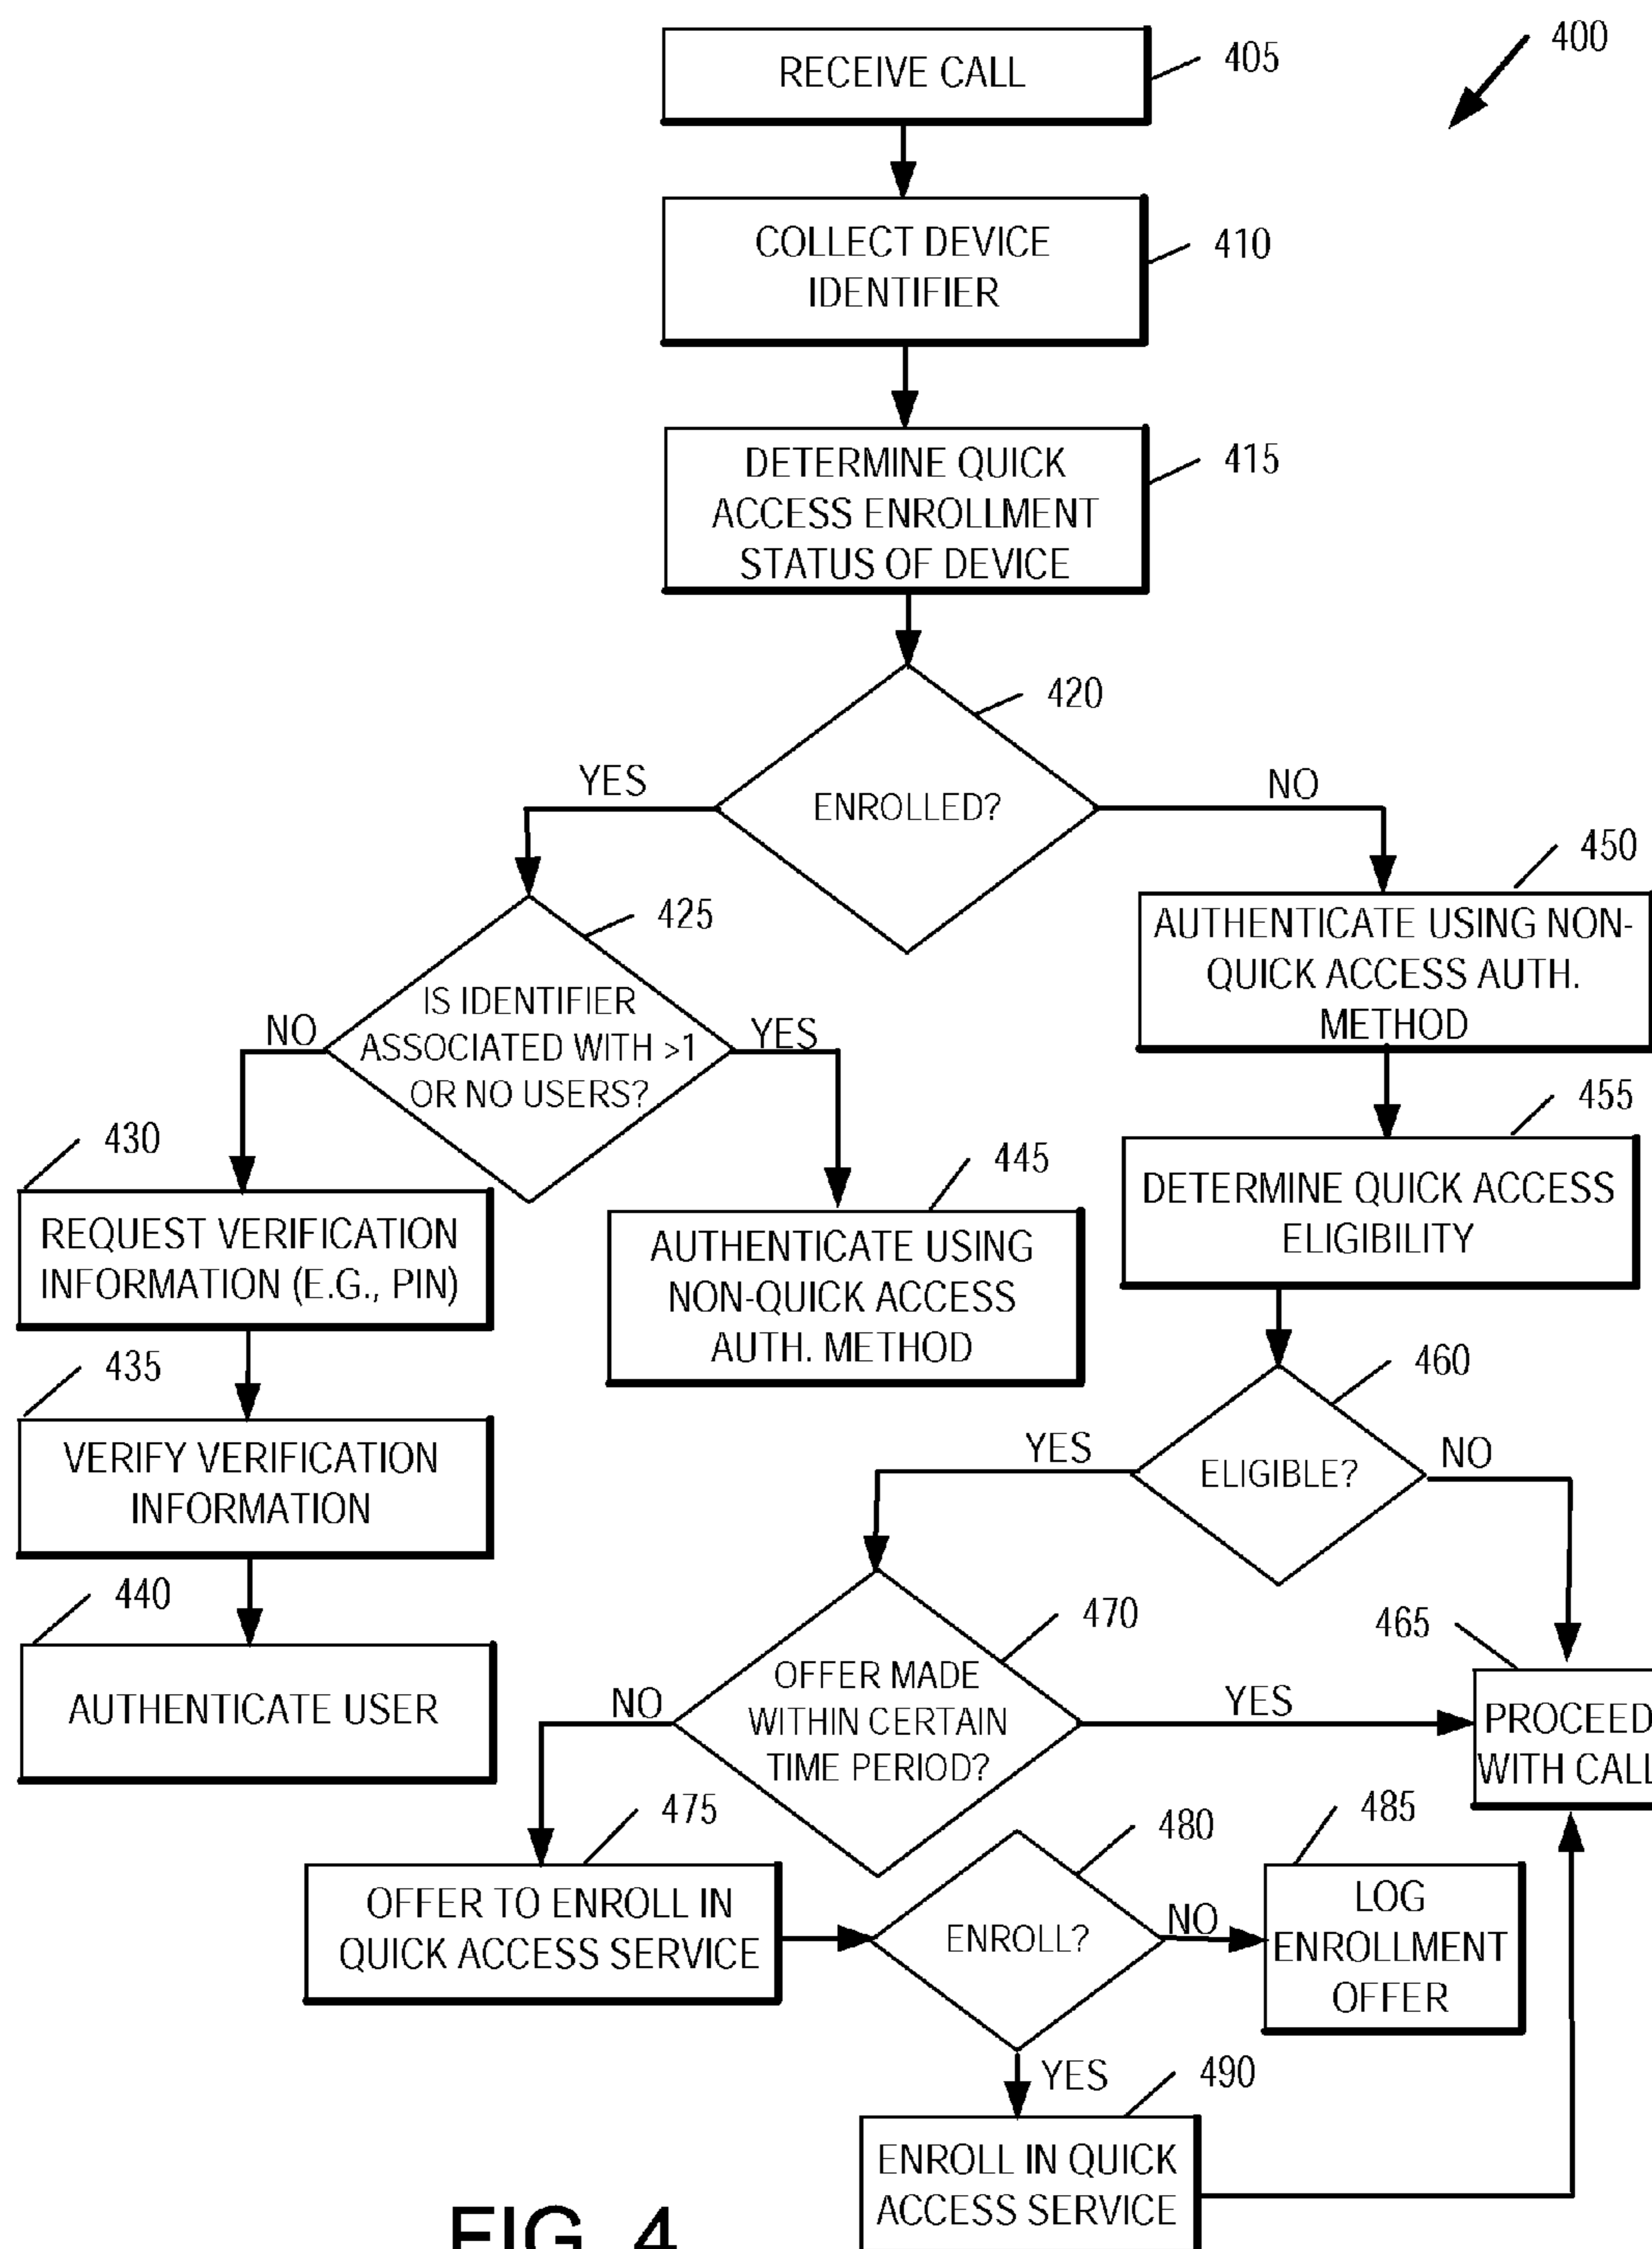 400
RECEIVE CALL
405
COLLECT DEVICE
IDENTIFIER
410
DETERMINE QUICK
ACCESS ENROLLMENT
STATUS OF DEVICE
415
420
YES
ENROLLED?
NO
450
AUTHENTICATE USING NON-
QUICK ACCESS AUTH.
METHOD
425
IS IDENTIFIER
ASSOCIATED WITH >1
OR NO USERS?
NO
YES
430
REQUEST VERIFICATION
INFORMATION (E.G., PIN)
445
AUTHENTICATE USING
NON-QUICK ACCESS
AUTH. METHOD
455
DETERMINE QUICK ACCESS
ELIGIBILITY
435
VERIFY VERIFICATION
INFORMATION
460
YES
ELIGIBLE?
NO
440
AUTHENTICATE USER
470
OFFER MADE
WITHIN CERTAIN
TIME PERIOD?
NO
YES
465
PROCEED
WITH CALL
475
OFFER TO ENROLL IN
QUICK ACCESS SERVICE
480
ENROLL?
NO
485
LOG
ENROLLMENT
OFFER
YES
490
ENROLL IN QUICK
ACCESS SERVICE
FIG. 4